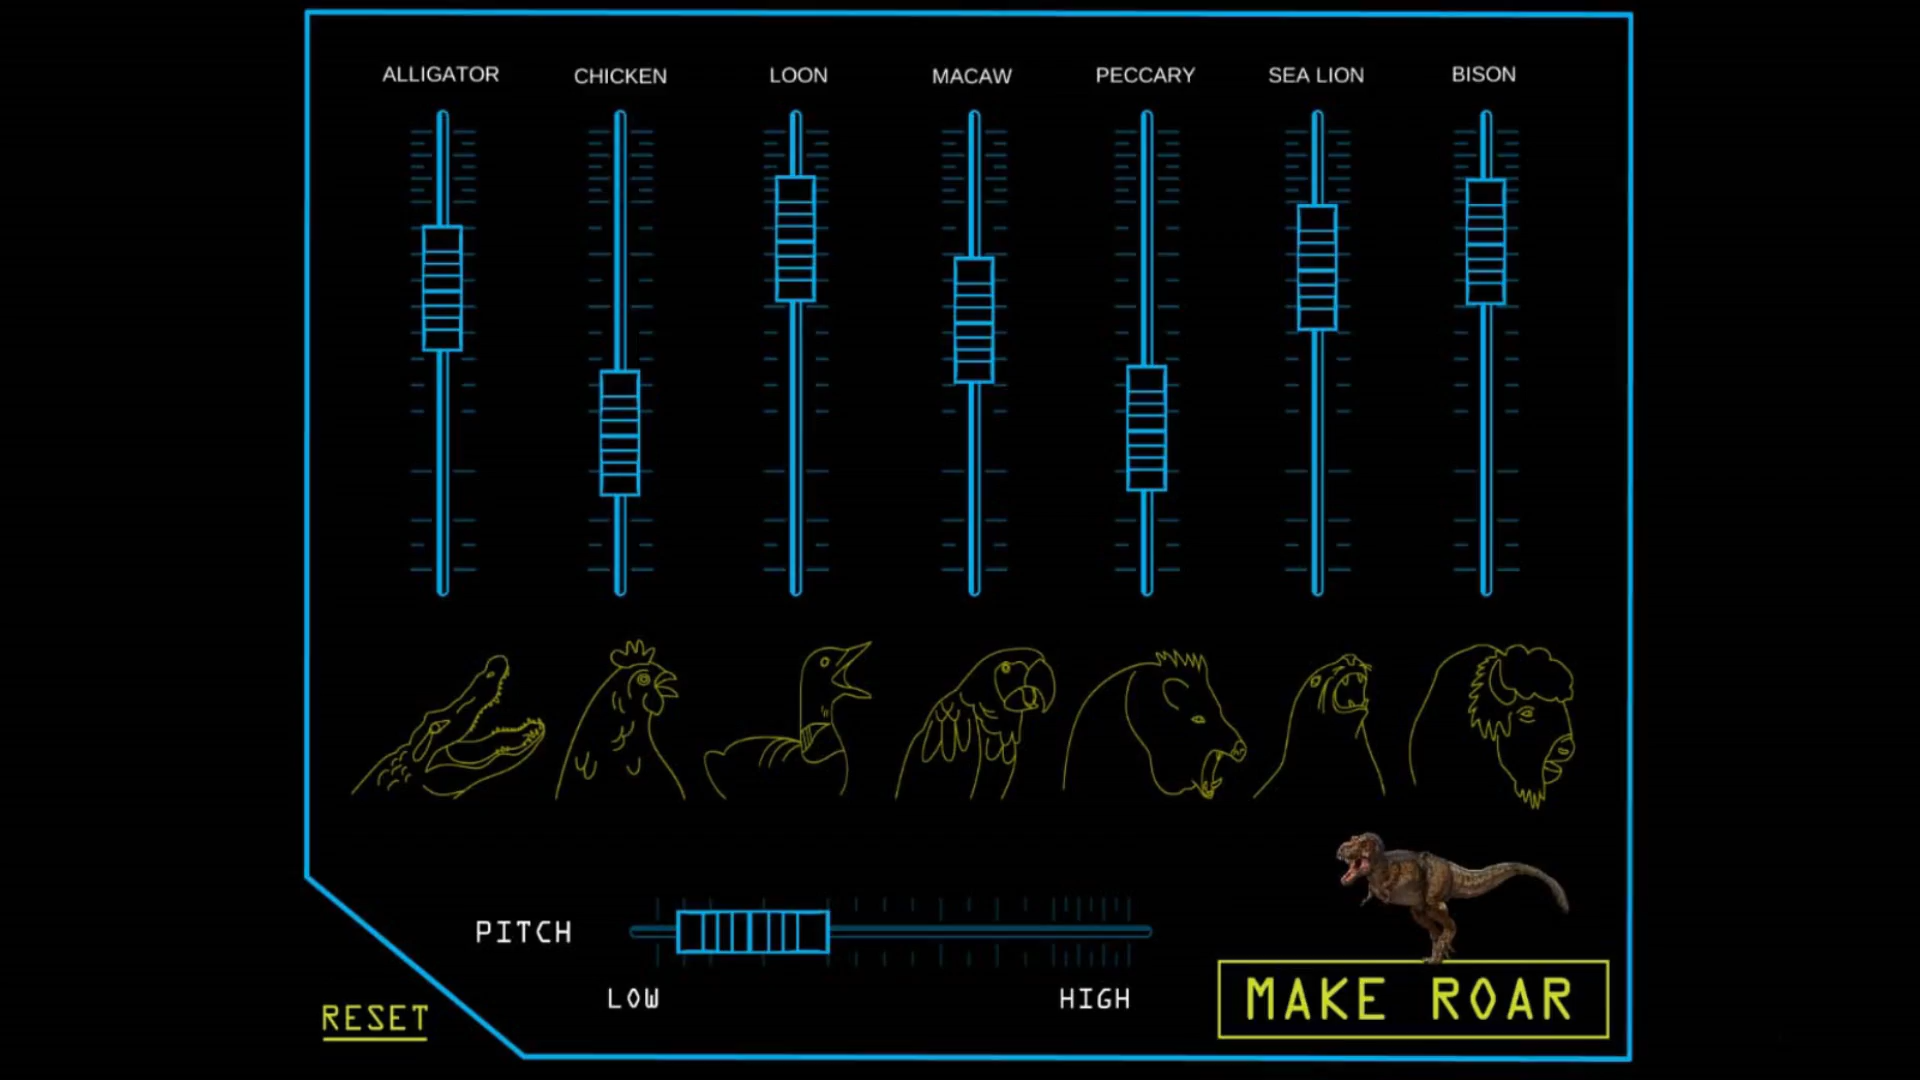 ALLIGATOR CHICKEN LOON MACAW PECCARY SEA LION BISON
PITCH
LOW HIGH
RESET
MAKE ROAR